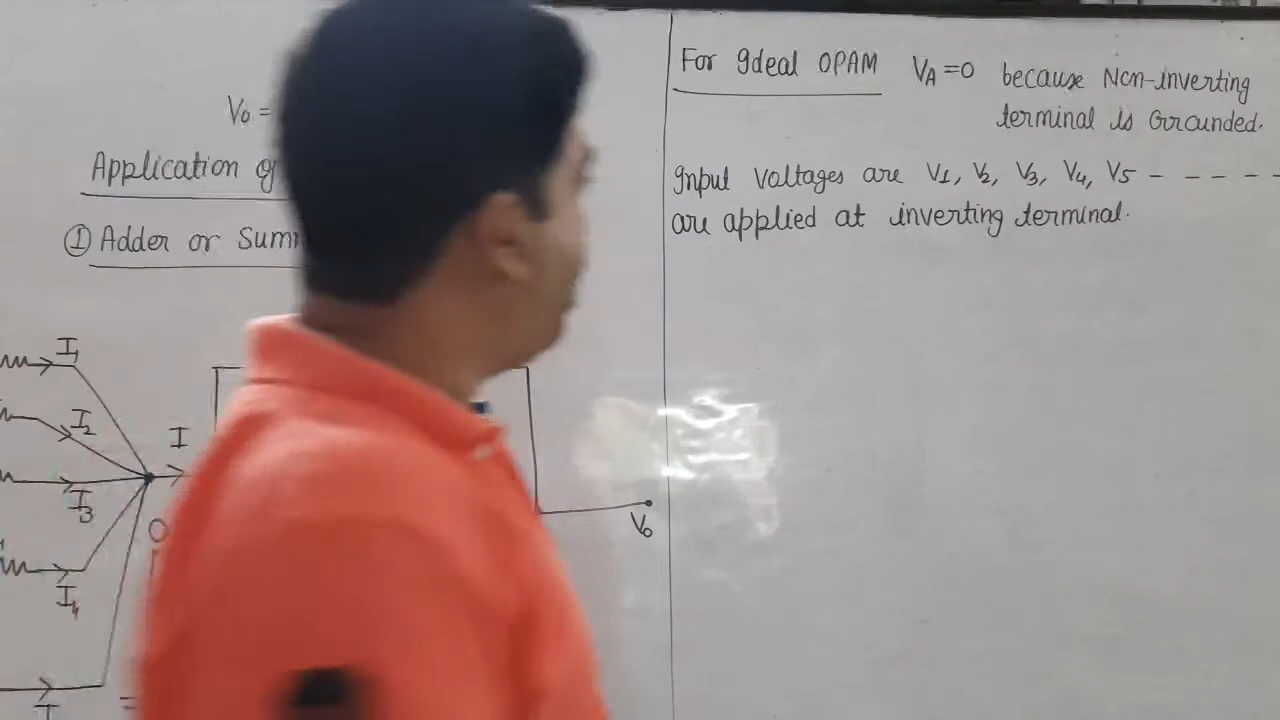 V₀ =
Application of
① Adder or Summ
I₁
I₂
I
I₃
I₄
I
V₀
For Ideal OPAM V_A = 0 because Non-inverting
terminal is Grounded.
Input voltages are V1, V2, V3, V4, V5 - - - - -
are applied at inverting terminal.